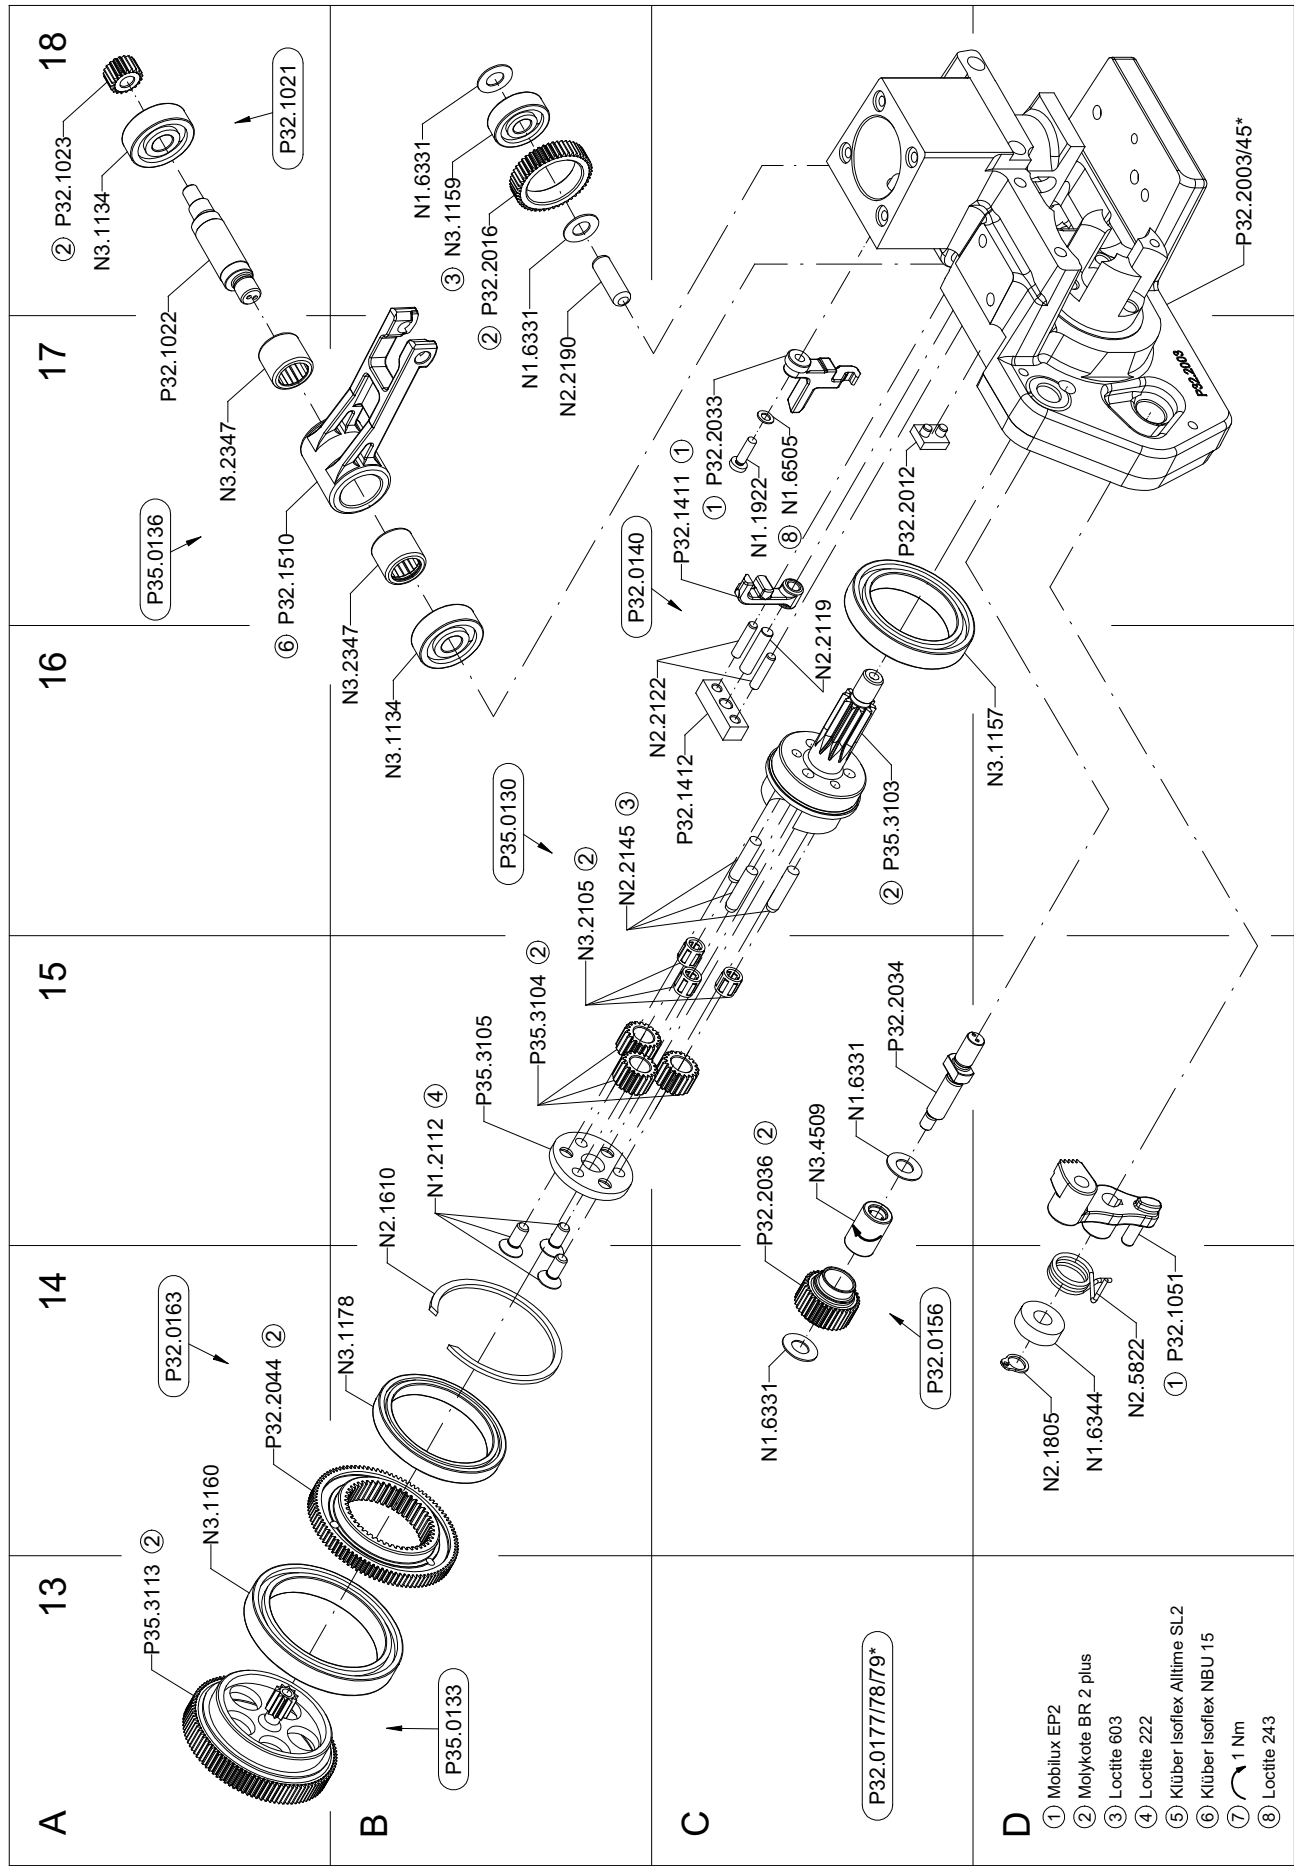 A
13
14
15
16
17
18
P35.3113 ②
N3.1160
P32.2044 ②
P32.0163
P35.0133
N3.1178
N2.1610
N1.2112 ④
P35.3105
P35.3104 ②
N3.2105 ②
N2.2145 ③
P35.0130
⑥ P32.1510
N3.2347
N3.1134
P35.0136
N3.2347
P32.1022
N3.1134
② P32.1023
P32.1021
B
N1.6331
③ N3.1159
② P32.2016
N1.6331
N2.2190
C
P32.0177/78/79*
N1.6331
P32.2036 ②
N3.4509
N1.6331
P32.2034
P32.0156
② P35.3103
P32.1412
N2.2122
N2.2119
P32.0140
P32.1411 ①
① P32.2033
N1.1922
⑧ N1.6505
P32.2012
N3.1157
P32.2003
P32.2003/45*
N2.1805
N1.6344
N2.5822
① P32.1051
D
① Mobilux EP2
② Molykote BR 2 plus
③ Loctite 603
④ Loctite 222
⑤ Klüber Isoflex Alltime SL2
⑥ Klüber Isoflex NBU 15
⑦ 1 Nm
⑧ Loctite 243